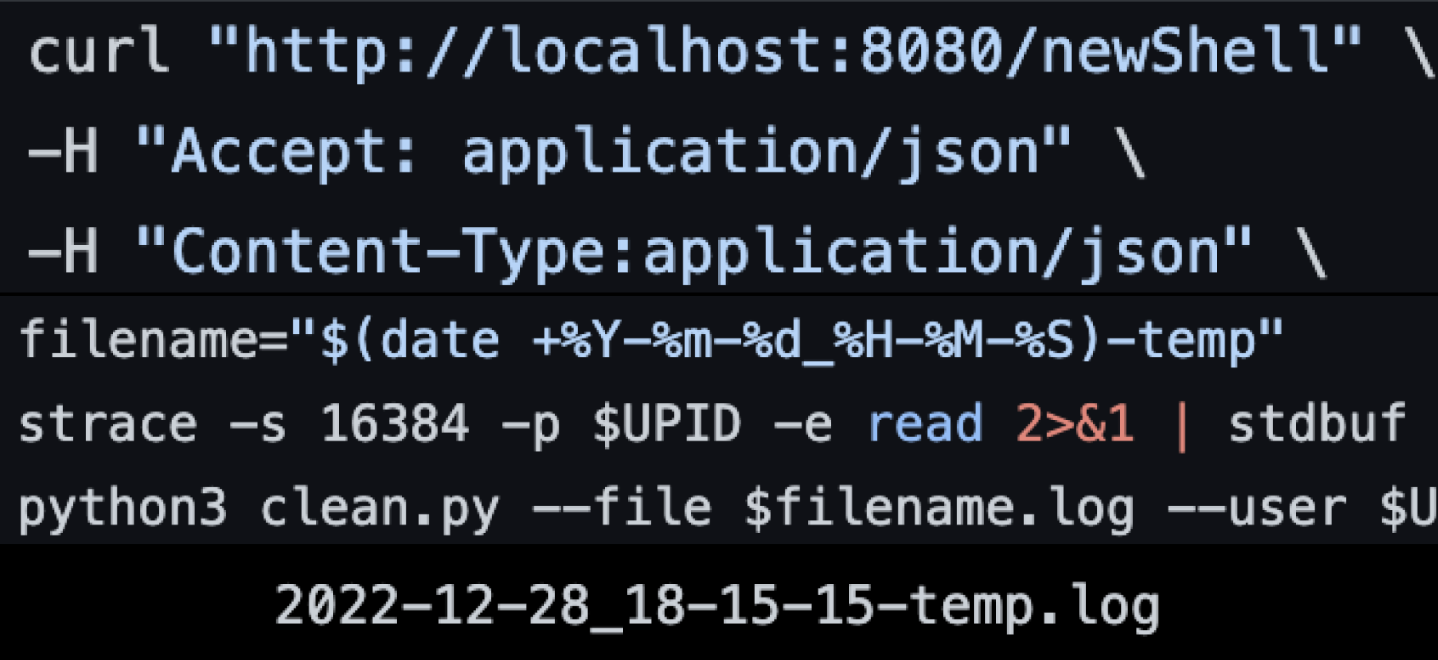 curl "http://localhost:8080/newShell" \
-H "Accept: application/json" \
-H "Content-Type:application/json" \
filename="$(date +%Y-%m-%d_%H-%M-%S)-temp"
strace -s 16384 -p $UPID -e read 2>&1 | stdbuf
python3 clean.py --file $filename.log --user $U
2022-12-28_18-15-15-temp.log